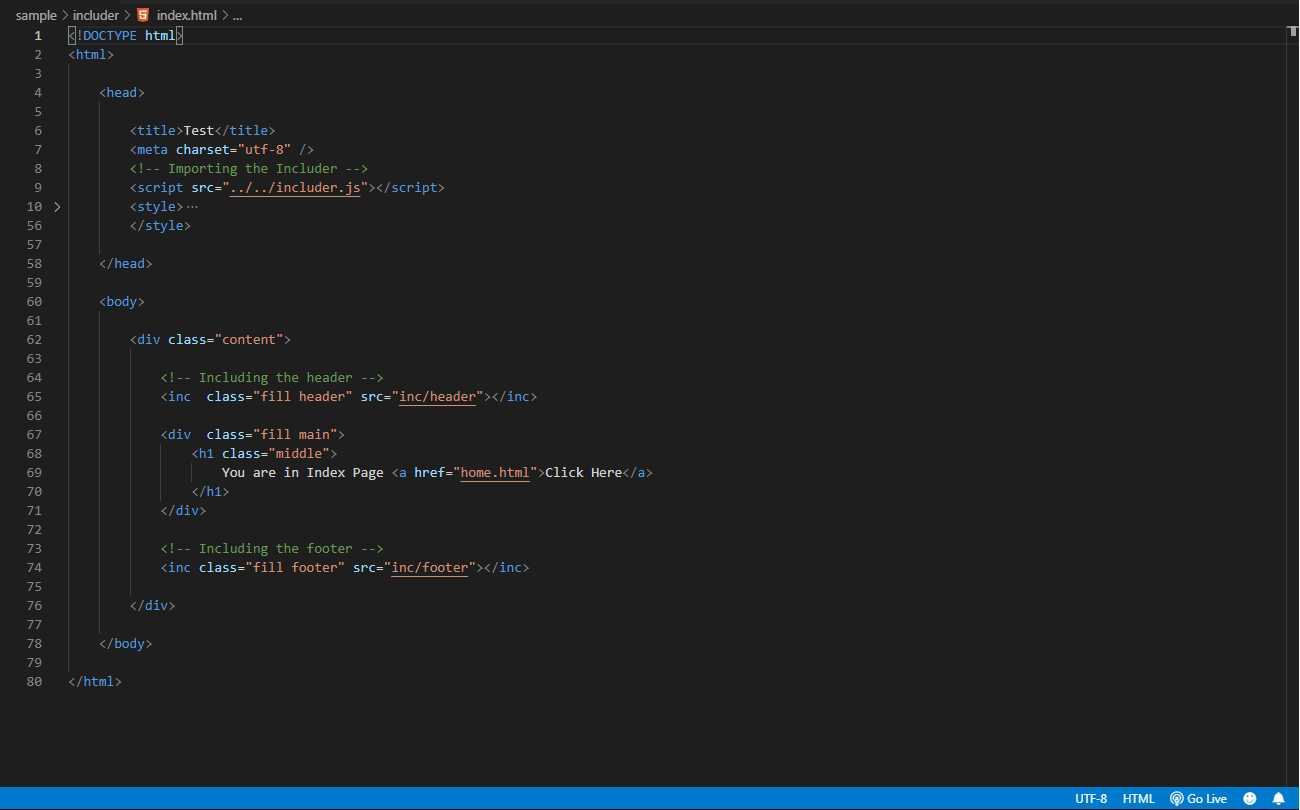 sample > includer > index.html > ...
1 <!DOCTYPE html>
2 <html>
3
4 <head>
5
6 <title>Test</title>
7 <meta charset="utf-8" />
8 <!-- Importing the Includer -->
9 <script src="../../includer.js"></script>
10 > <style>···
56 </style>
57
58 </head>
59
60 <body>
61
62 <div class="content">
63
64 <!-- Including the header -->
65 <inc  class="fill header" src="inc/header"></inc>
66
67 <div  class="fill main">
68 <h1 class="middle">
69 You are in Index Page <a href="home.html">Click Here</a>
70 </h1>
71 </div>
72
73 <!-- Including the footer -->
74 <inc class="fill footer" src="inc/footer"></inc>
75
76 </div>
77
78 </body>
79
80 </html>
UTF-8 HTML Go Live